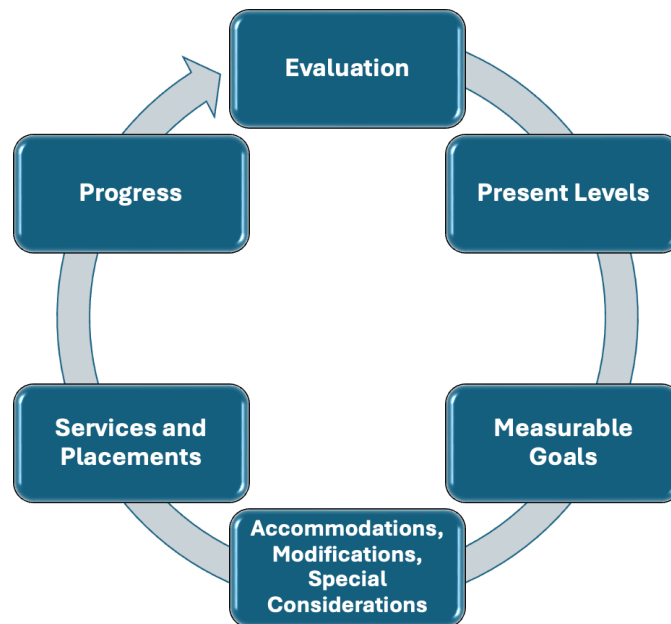 Evaluation
Present Levels
Measurable
Goals
Accommodations,
Modifications,
Special
Considerations
Services and
Placements
Progress